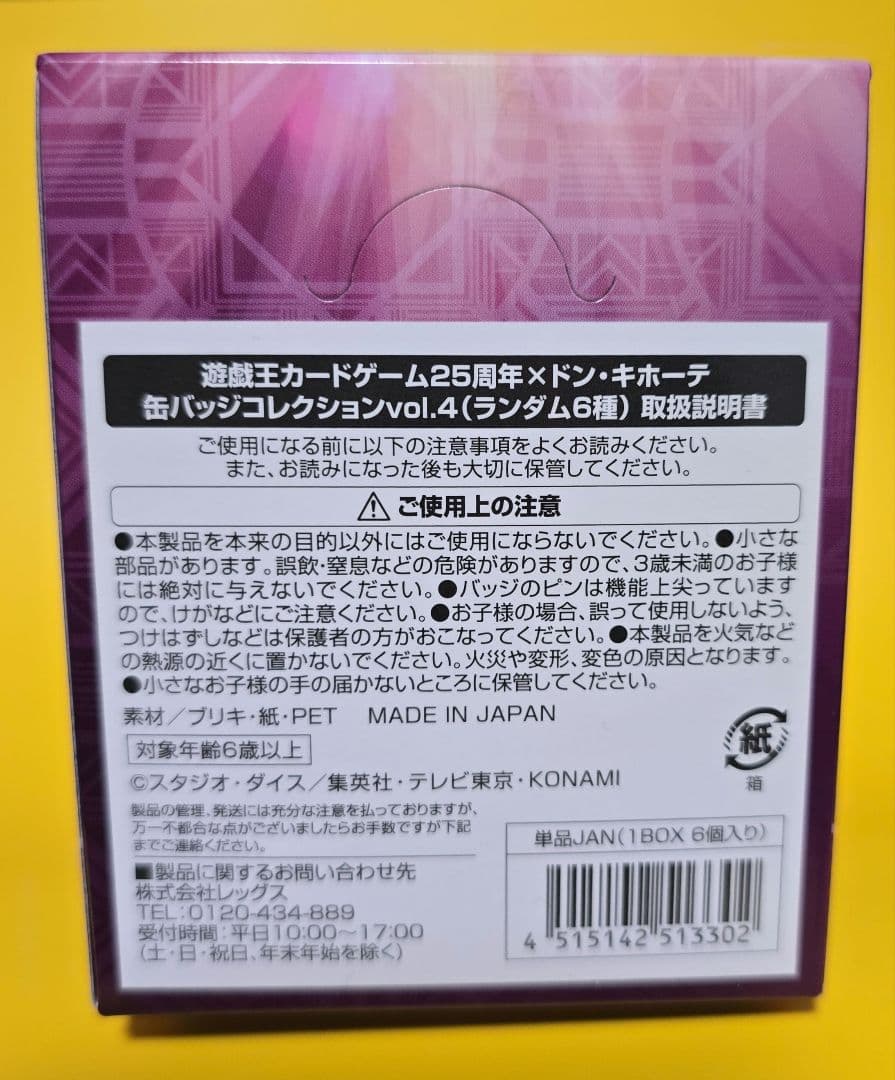 遊戯王カードゲーム25周年×ドン・キホーテ
缶バッジコレクションvol.4(ランダム6種) 取扱説明書
ご使用になる前に以下の注意事項をよくお読みください。
また、お読みになった後も大切に保管してください。
ご使用上の注意
●本製品を本来の目的以外にはご使用にならないでください。●小さな
部品があります。誤飲・窒息などの危険がありますので、3歳未満のお子様
には絶対に与えないでください。●バッジのピンは機能上尖っています
ので、けがなどにご注意ください。●お子様の場合、誤って使用しないよう、
つけはずしなどは保護者の方がおこなってください。●本製品を火気など
の熱源の近くに置かないでください。火災や変形、変色の原因となります。
●小さなお子様の手の届かないところに保管してください。
素材/ブリキ・紙・PET MADE IN JAPAN
対象年齢6歳以上
紙
箱
©スタジオ・ダイス/集英社・テレビ東京・KONAMI
製品の管理、発送には充分な注意を払っておりますが、
万一不都合な点がございましたらお手数ですが下記
までご連絡ください。
■製品に関するお問い合わせ先
株式会社レッグス
TEL:0120-434-889
受付時間:平日10:00~17:00
(土・日・祝日、年末年始を除く)
単品JAN(1BOX 6個入り)
4 515142 513302